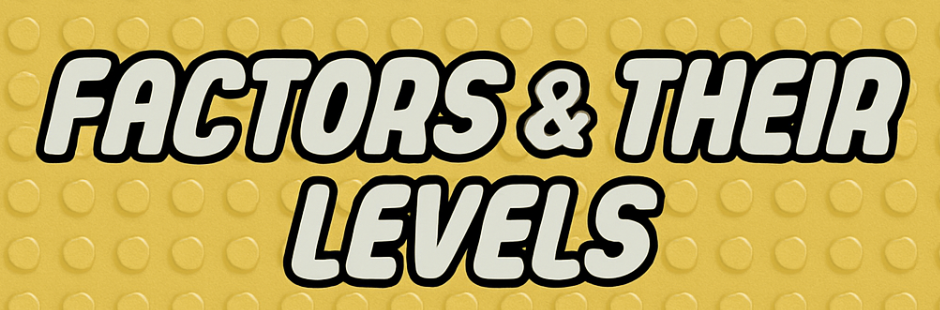 FACTORS & THEIR
LEVELS